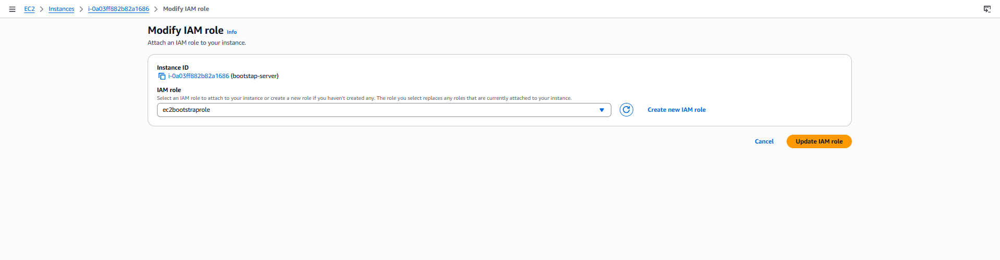 EC2 Instances i-0a03ff882b82a1686 Modify IAM role
Modify IAM role Info
Attach an IAM role to your instance.
Instance ID
i-0a03ff882b82a1686 (bootstap-server)
IAM role
Select an IAM role to attach to your instance or create a new role if you haven't created any. The role you select replaces any roles that are currently attached to your instance.
ec2bootstraprole Create new IAM role
Cancel Update IAM role